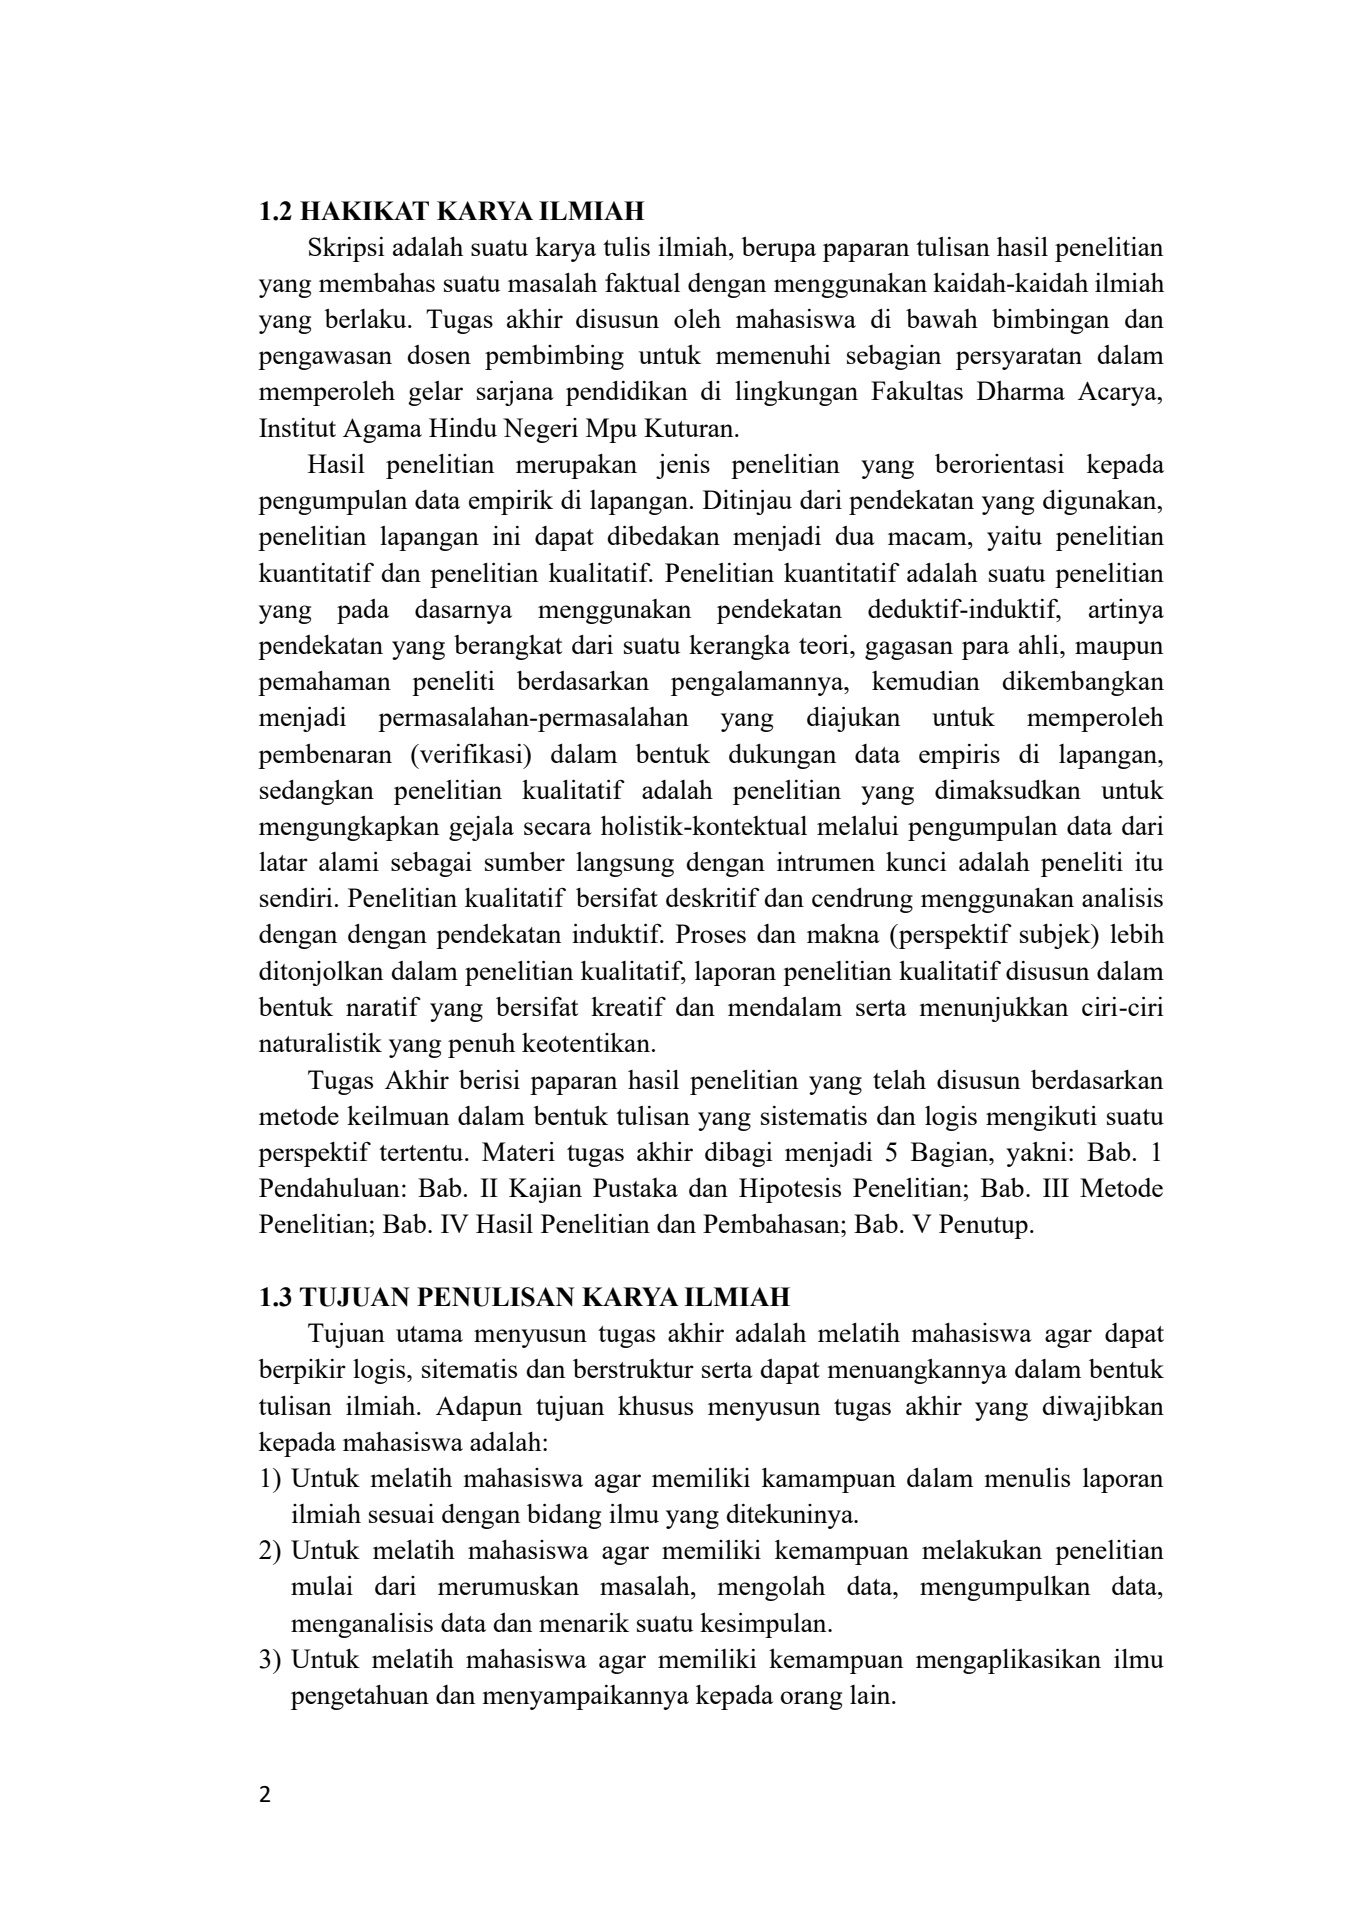 1.2 HAKIKAT KARYA ILMIAH
Skripsi adalah suatu karya tulis ilmiah, berupa paparan tulisan hasil penelitian
yang membahas suatu masalah faktual dengan menggunakan kaidah-kaidah ilmiah
yang berlaku. Tugas akhir disusun oleh mahasiswa di bawah bimbingan dan
pengawasan dosen pembimbing untuk memenuhi sebagian persyaratan dalam
memperoleh gelar sarjana pendidikan di lingkungan Fakultas Dharma Acarya,
Institut Agama Hindu Negeri Mpu Kuturan.
Hasil penelitian merupakan jenis penelitian yang berorientasi kepada
pengumpulan data empirik di lapangan. Ditinjau dari pendekatan yang digunakan,
penelitian lapangan ini dapat dibedakan menjadi dua macam, yaitu penelitian
kuantitatif dan penelitian kualitatif. Penelitian kuantitatif adalah suatu penelitian
yang pada dasarnya menggunakan pendekatan deduktif-induktif, artinya
pendekatan yang berangkat dari suatu kerangka teori, gagasan para ahli, maupun
pemahaman peneliti berdasarkan pengalamannya, kemudian dikembangkan
menjadi permasalahan-permasalahan yang diajukan untuk memperoleh
pembenaran (verifikasi) dalam bentuk dukungan data empiris di lapangan,
sedangkan penelitian kualitatif adalah penelitian yang dimaksudkan untuk
mengungkapkan gejala secara holistik-kontektual melalui pengumpulan data dari
latar alami sebagai sumber langsung dengan intrumen kunci adalah peneliti itu
sendiri. Penelitian kualitatif bersifat deskritif dan cendrung menggunakan analisis
dengan dengan pendekatan induktif. Proses dan makna (perspektif subjek) lebih
ditonjolkan dalam penelitian kualitatif, laporan penelitian kualitatif disusun dalam
bentuk naratif yang bersifat kreatif dan mendalam serta menunjukkan ciri-ciri
naturalistik yang penuh keotentikan.
Tugas Akhir berisi paparan hasil penelitian yang telah disusun berdasarkan
metode keilmuan dalam bentuk tulisan yang sistematis dan logis mengikuti suatu
perspektif tertentu. Materi tugas akhir dibagi menjadi 5 Bagian, yakni: Bab. 1
Pendahuluan: Bab. II Kajian Pustaka dan Hipotesis Penelitian; Bab. III Metode
Penelitian; Bab. IV Hasil Penelitian dan Pembahasan; Bab. V Penutup.
1.3 TUJUAN PENULISAN KARYA ILMIAH
Tujuan utama menyusun tugas akhir adalah melatih mahasiswa agar dapat
berpikir logis, sitematis dan berstruktur serta dapat menuangkannya dalam bentuk
tulisan ilmiah. Adapun tujuan khusus menyusun tugas akhir yang diwajibkan
kepada mahasiswa adalah:
1) Untuk melatih mahasiswa agar memiliki kamampuan dalam menulis laporan
ilmiah sesuai dengan bidang ilmu yang ditekuninya.
2) Untuk melatih mahasiswa agar memiliki kemampuan melakukan penelitian
mulai dari merumuskan masalah, mengolah data, mengumpulkan data,
menganalisis data dan menarik suatu kesimpulan.
3) Untuk melatih mahasiswa agar memiliki kemampuan mengaplikasikan ilmu
pengetahuan dan menyampaikannya kepada orang lain.
2